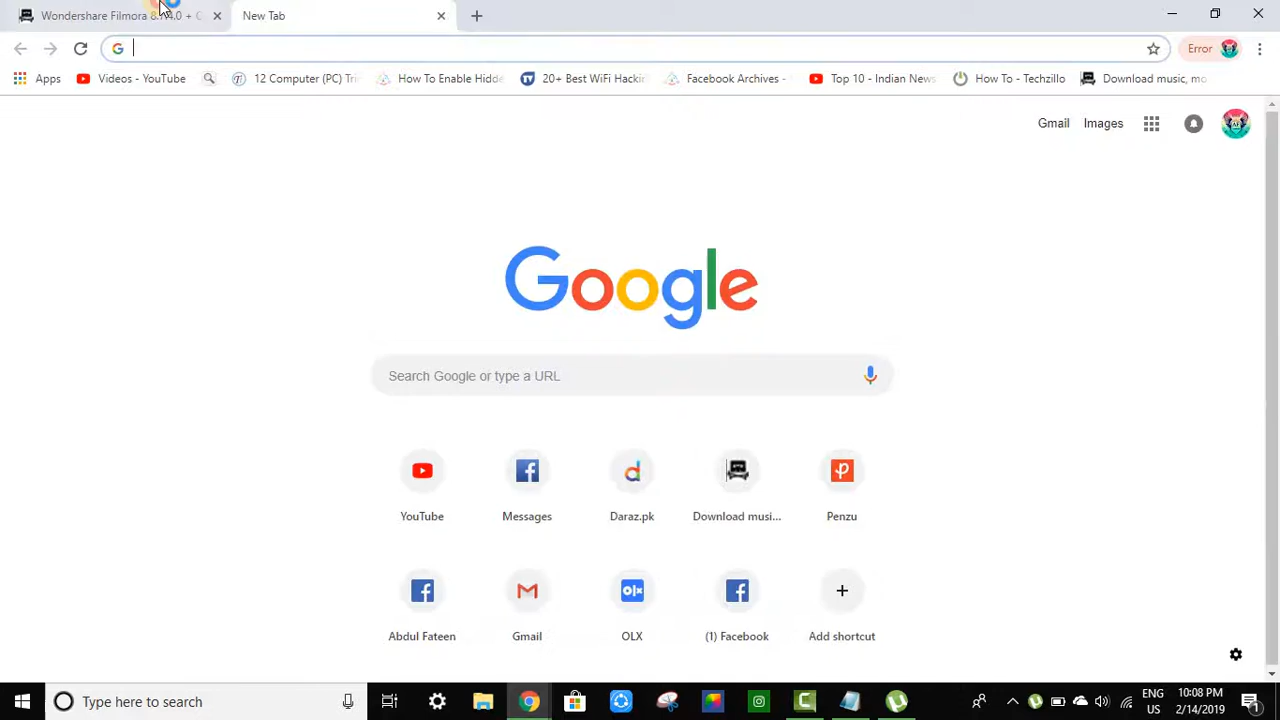 Wondershare Filmora 8.
New Tab
Error
Apps
Videos - YouTube
12 Computer (PC) Tri
How To Enable Hidde
20+ Best WiFi Hackin
Facebook Archives -
Top 10 - Indian News
How To - Techzillo
Download music, mo
Gmail
Images
Google
Search Google or type a URL
YouTube
Messages
Daraz.pk
Download musi...
Penzu
Abdul Fateen
Gmail
OLX
(1) Facebook
Add shortcut
Type here to search
ENG
US
10:08 PM
2/14/2019